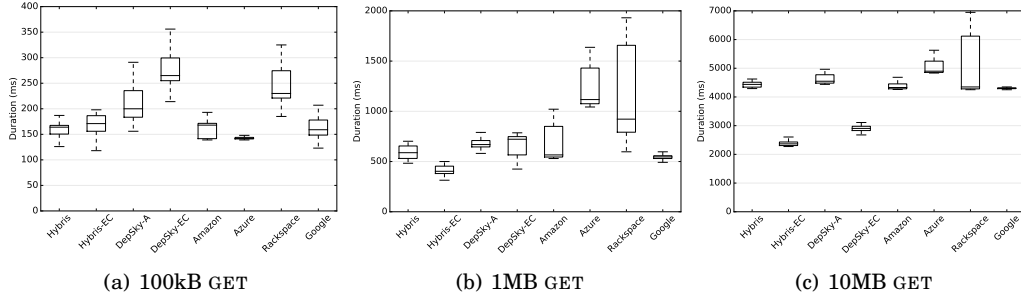 400
350
300
250
200
150
100
50
0
Duration (ms)
Hybris
Hybris-EC
DepSky-A
DepSky-EC
Amazon
Azure
Rackspace
Google
(a) 100kB GET
2000
1500
1000
500
0
Duration (ms)
Hybris
Hybris-EC
DepSky-A
DepSky-EC
Amazon
Azure
Rackspace
Google
(b) 1MB GET
7000
6000
5000
4000
3000
2000
1000
0
Duration (ms)
Hybris
Hybris-EC
DepSky-A
DepSky-EC
Amazon
Azure
Rackspace
Google
(c) 10MB GET